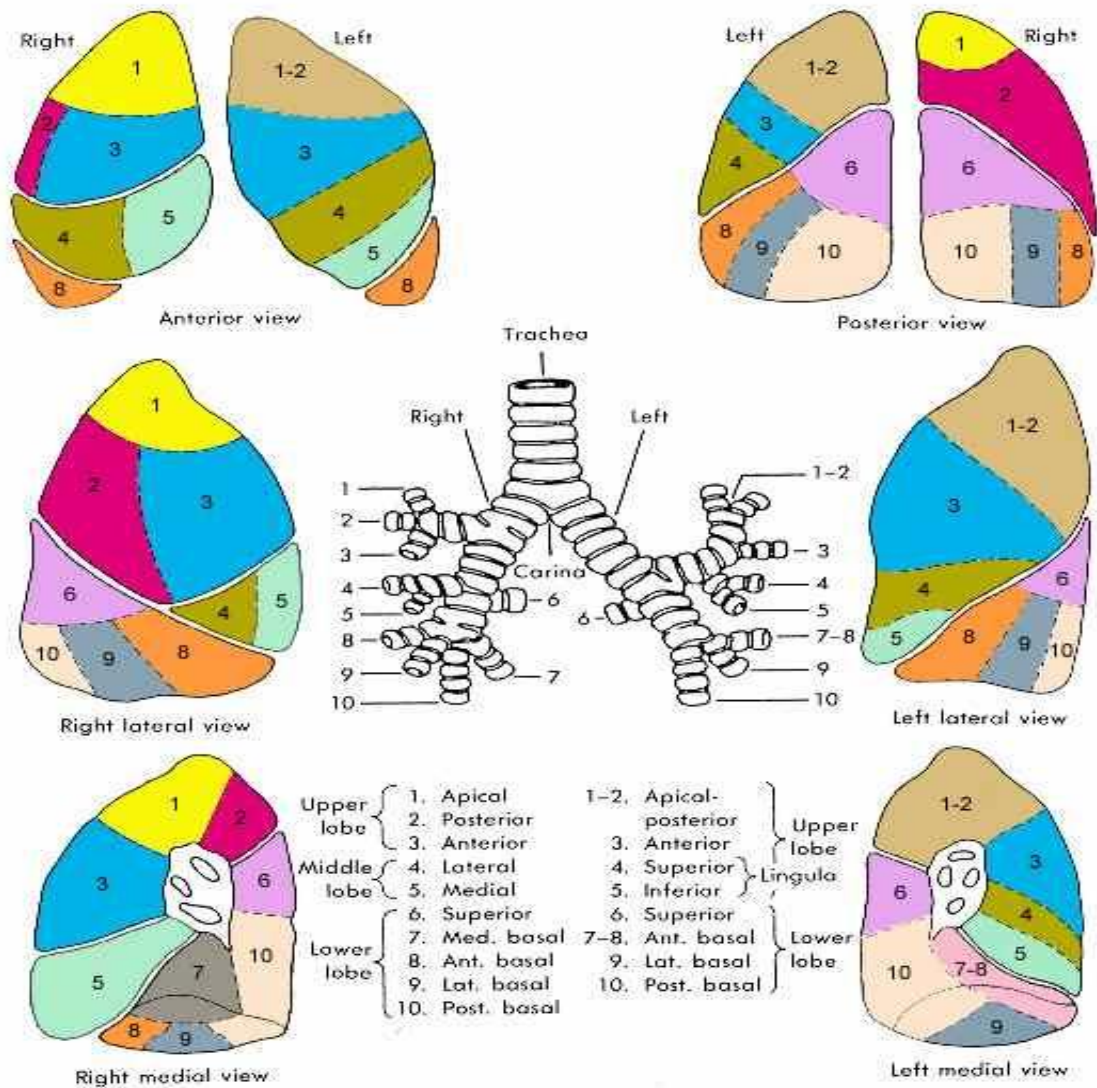 Right Left
1
1-2
2
3
3
4
5
4
5
8
8
Anterior view
Left Right
1-2
1
2
3
4
6
6
8
9
10
10
9
8
Posterior view
Trachea
Right Left
Carina
1
2
3
4
5
6
8
9
7
10
1-2
3
4
5
6
7-8
9
10
1
2
3
6
4
5
10
9
8
Right lateral view
1-2
3
4
6
5
8
9
10
Left lateral view
1
2
3
6
5
7
10
8
9
Right medial view
Upper lobe
1. Apical
2. Posterior
3. Anterior
Middle lobe
4. Lateral
5. Medial
Lower lobe
6. Superior
7. Med. basal
8. Ant. basal
9. Lat. basal
10. Post. basal
1-2. Apical-
posterior
3. Anterior
Upper lobe
4. Superior
5. Inferior
Lingula
6. Superior
7-8. Ant. basal
9. Lat. basal
10. Post. basal
Lower lobe
1-2
3
6
4
5
10
7-8
9
Left medial view